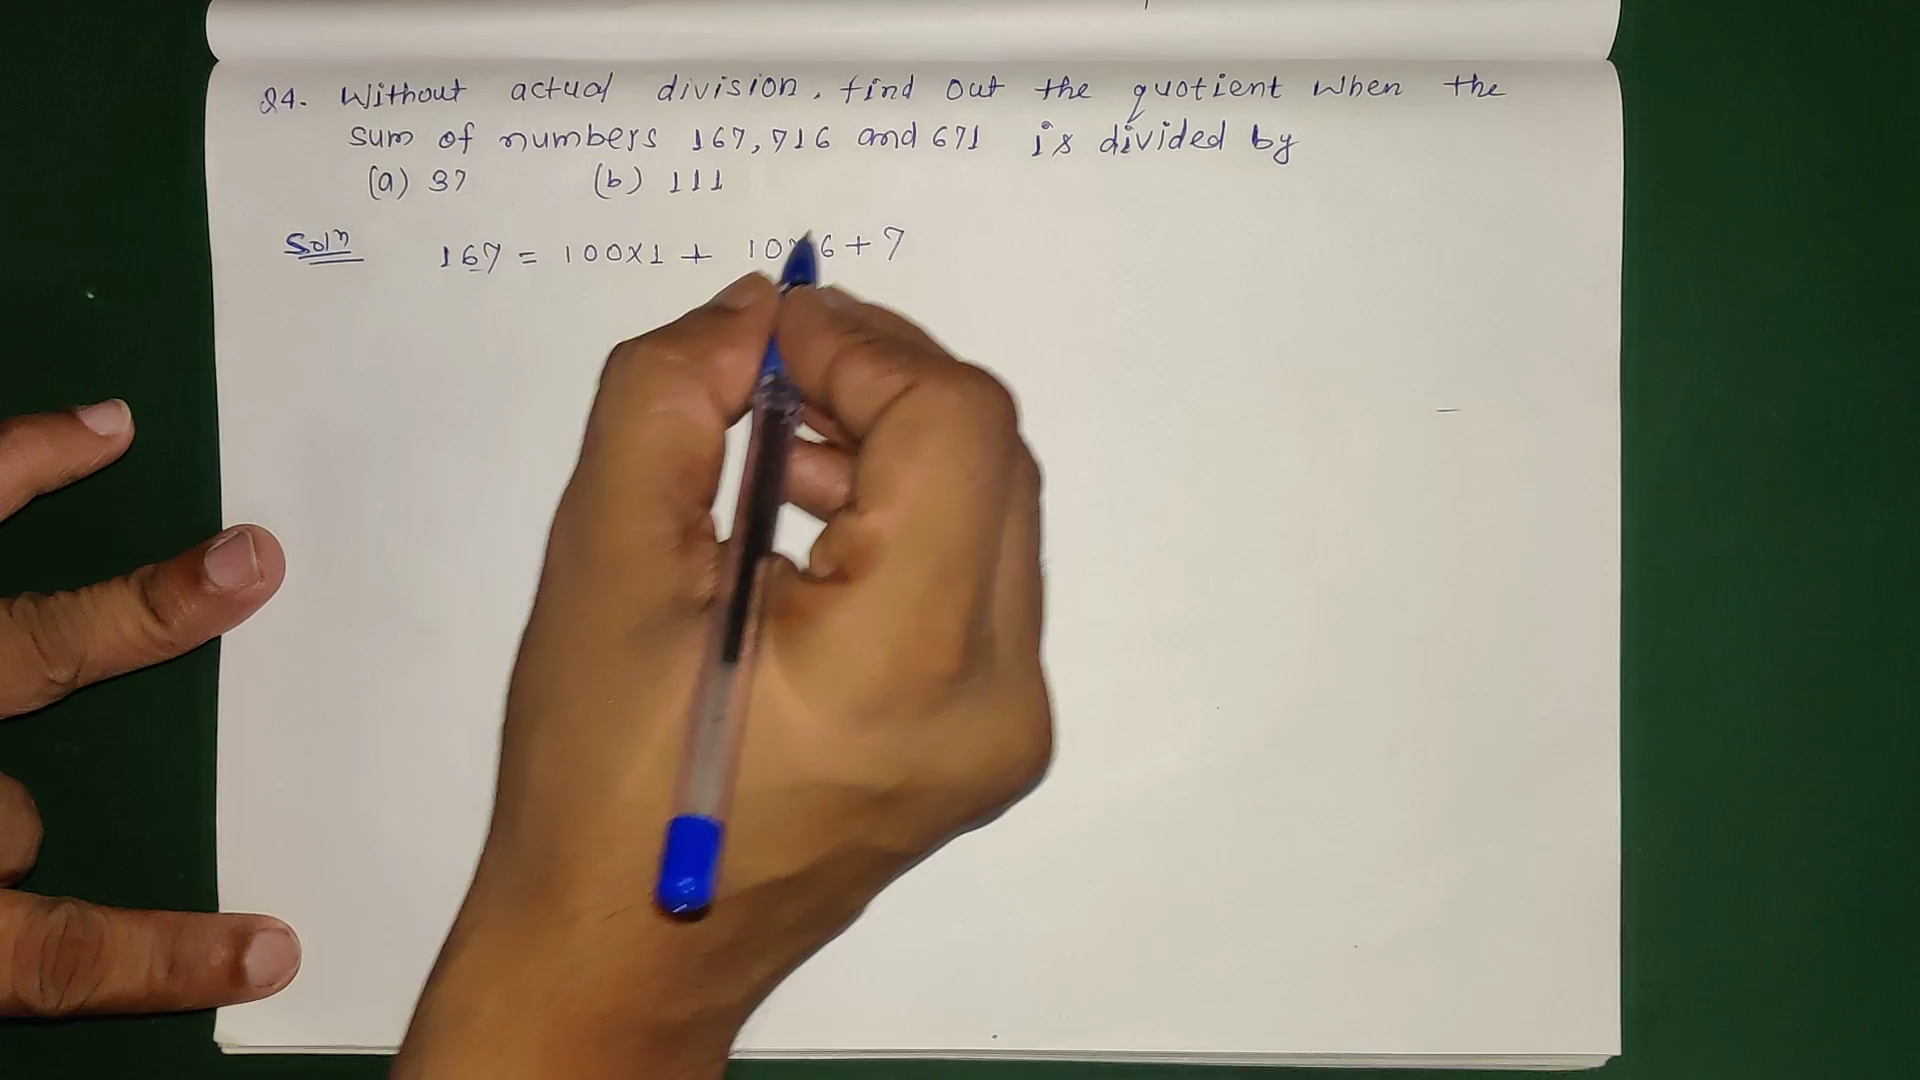 Q4. Without actual division, find out the quotient when the
sum of numbers 167, 716 and 671 is divided by
(a) 37 (b) 111
Soln 167 = 100×1 + 10× 6 + 7